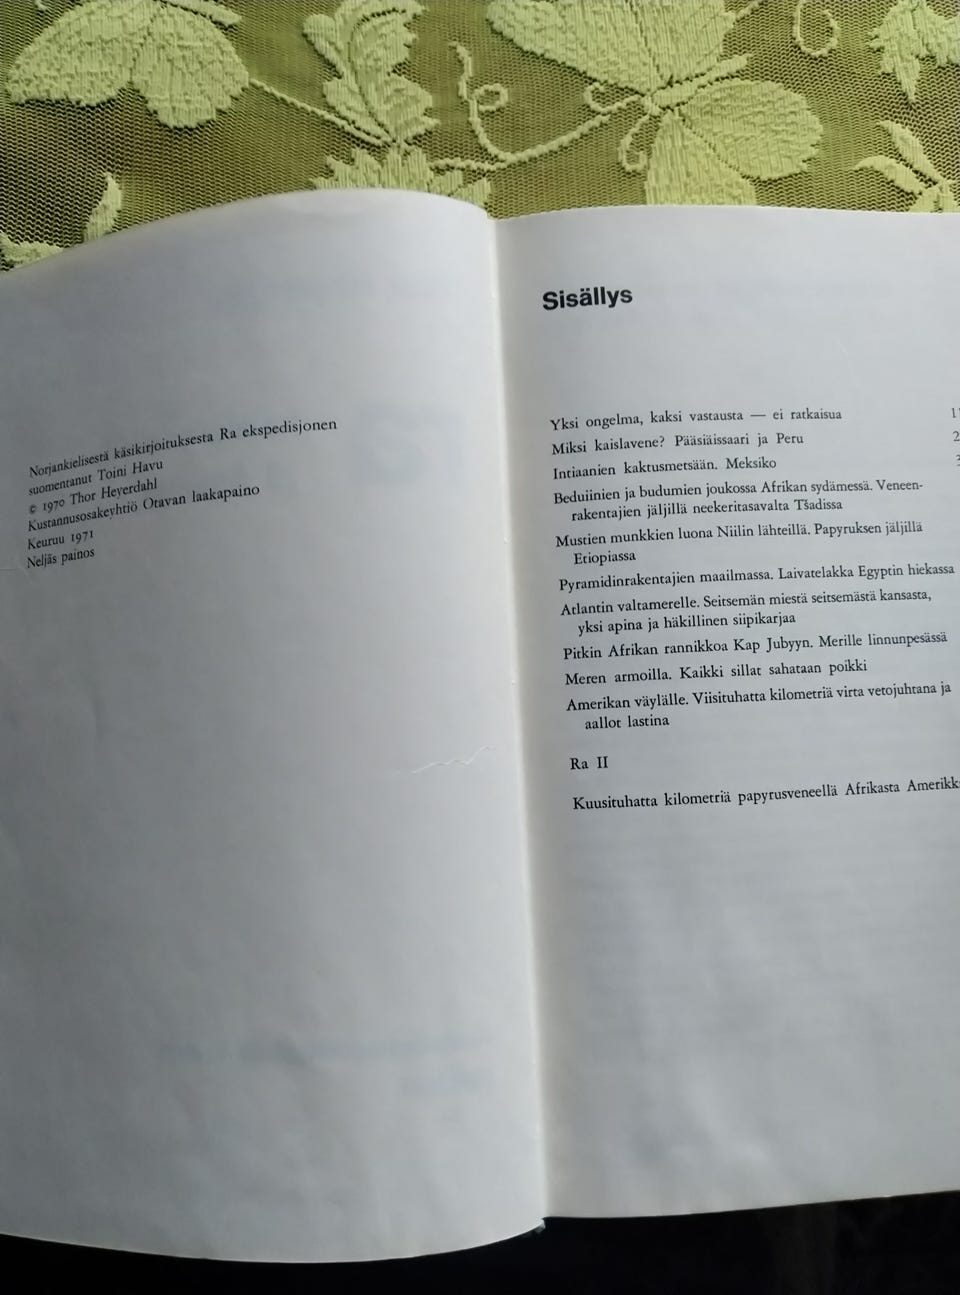 Norjankielisestä käsikirjoituksesta Ra ekspedisjonen
suomentanut Toini Havu
© 1970 Thor Heyerdahl
Kustannusosakeyhtiö Otavan laakapaino
Keuruu 1971
Neljäs painos
Sisällys
Yksi ongelma, kaksi vastausta — ei ratkaisua
Miksi kaislavene? Pääsiäissaari ja Peru
Intiaanien kaktusmetsään. Meksiko
Beduiinien ja budumien joukossa Afrikan sydämessä. Veneen-
rakentajien jäljillä neekeritasavalta Tšadissa
Mustien munkkien luona Niilin lähteillä. Papyruksen jäljillä
Etiopiassa
Pyramidinrakentajien maailmassa. Laivatelakka Egyptin hiekassa
Atlantin valtamerelle. Seitsemän miestä seitsemästä kansasta,
yksi apina ja häkillinen siipikarjaa
Pitkin Afrikan rannikkoa Kap Jubyyn. Merille linnunpesässä
Meren armoilla. Kaikki sillat sahataan poikki
Amerikan väylälle. Viisituhatta kilometriä virta vetojuhtana ja
aallot lastina
Ra II
Kuusituhatta kilometriä papyrusveneellä Afrikasta